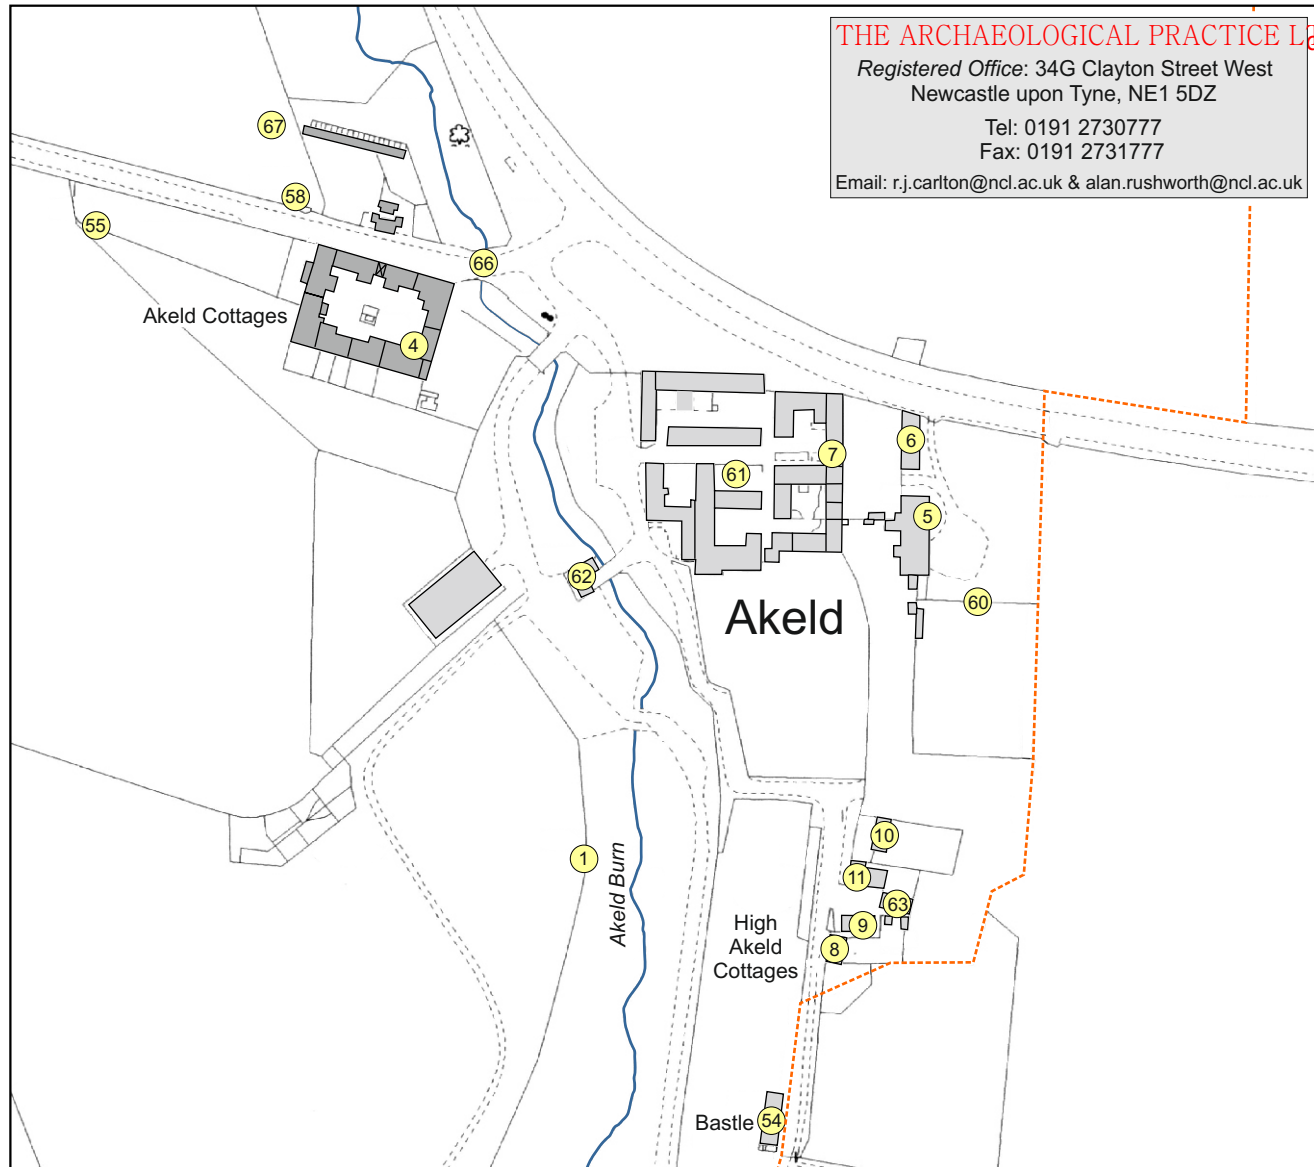 THE ARCHAEOLOGICAL PRACTICE
Registered Office: 34G Clayton Street West
Newcastle upon Tyne, NE1 5DZ
Tel: 0191 2730777
Fax: 0191 2731777
Email: r.j.carlton@ncl.ac.uk & alan.rushworth@ncl.ac.uk
67
58
55
66
Akeld Cottages
4
6
7
61
5
62
60
Akeld
10
1
11
Akeld Burn
63
9
High
Akeld
Cottages
8
Bastle
54